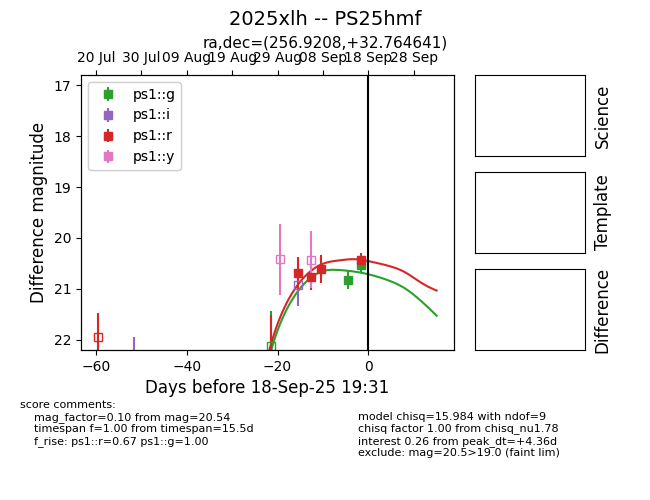 2025xlh -- PS25hmf
ra,dec=(256.9208,+32.764641)
20 Jul 30 Jul 09 Aug 19 Aug 29 Aug 08 Sep 18 Sep 28 Sep
17
18
19
20
21
22
Difference magnitude
ps1::g
ps1::i
ps1::r
ps1::y
−60 −40 −20 0
Days before 18-Sep-25 19:31
Science
Template
Difference
score comments:
mag_factor=0.10 from mag=20.54
timespan f=1.00 from timespan=15.5d
f_rise: ps1::r=0.67 ps1::g=1.00
model chisq=15.984 with ndof=9
chisq factor 1.00 from chisq_nu1.78
interest 0.26 from peak_dt=+4.36d
exclude: mag=20.5>19.0 (faint lim)